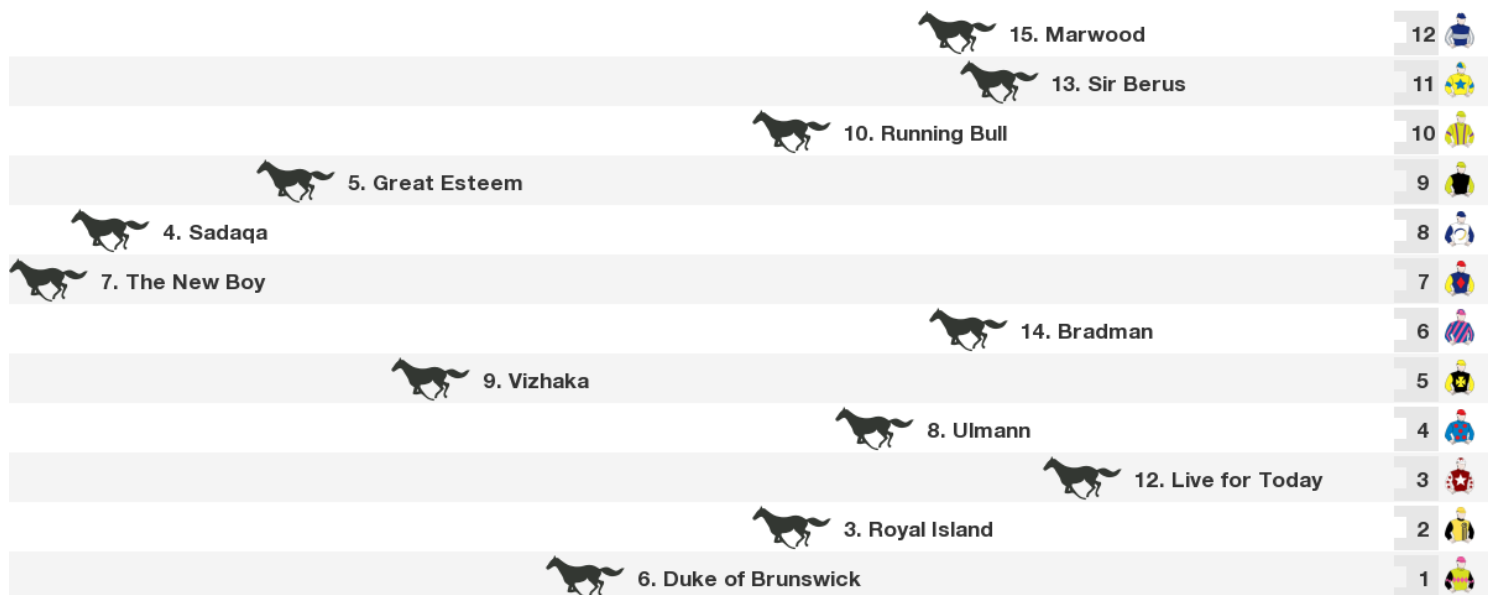 15. Marwood 12
13. Sir Berus 11
10. Running Bull 10
5. Great Esteem 9
4. Sadaqa 8
7. The New Boy 7
14. Bradman 6
9. Vizhaka 5
8. Ulmann 4
12. Live for Today 3
3. Royal Island 2
6. Duke of Brunswick 1